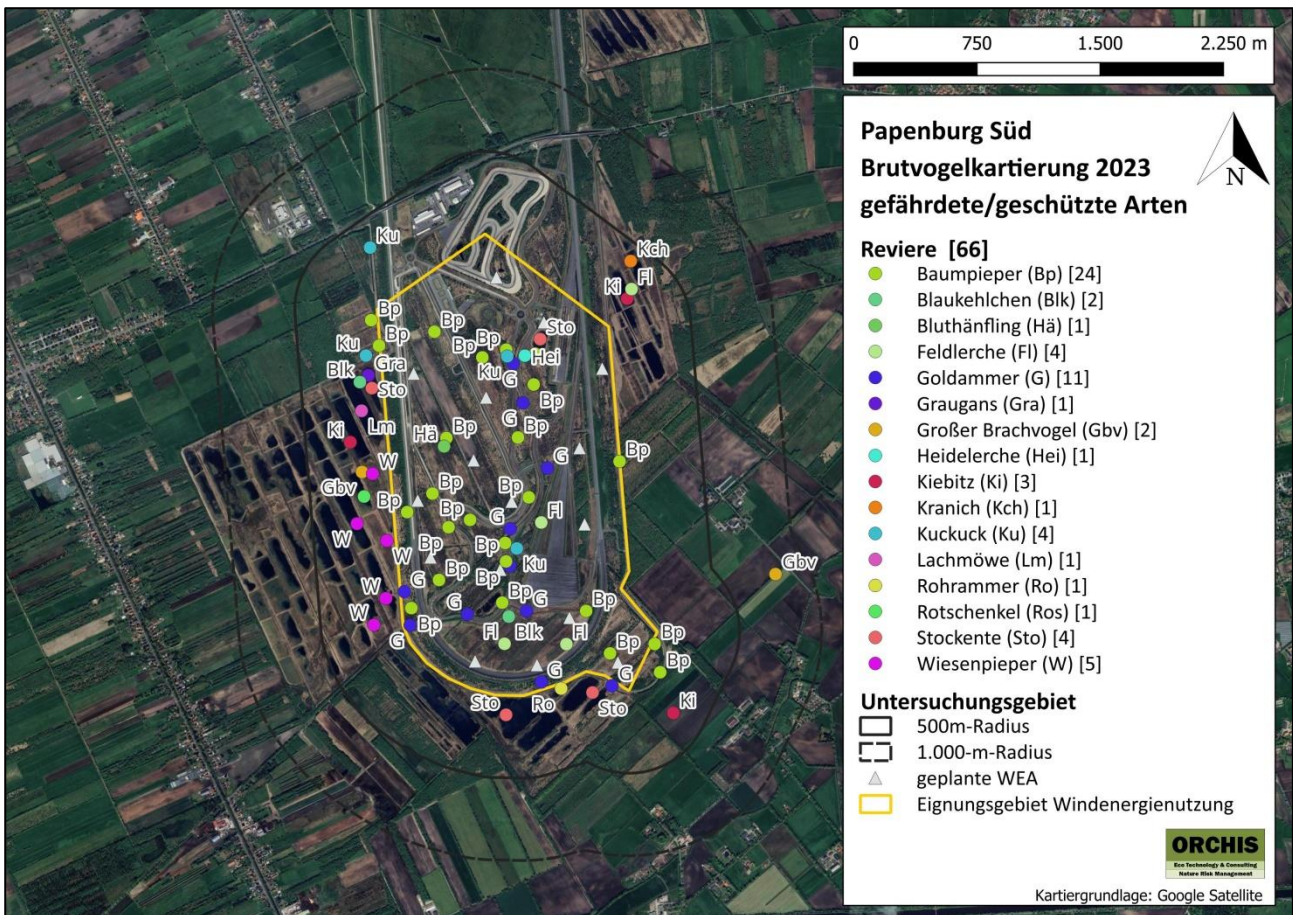 0 750 1.500 2.250 m
Papenburg Süd
Brutvogelkartierung 2023
gefährdete/geschützte Arten
N
Reviere [66]
Baumpieper (Bp) [24]
Blaukehlchen (Blk) [2]
Bluthänfling (Hä) [1]
Feldlerche (Fl) [4]
Goldammer (G) [11]
Graugans (Gra) [1]
Großer Brachvogel (Gbv) [2]
Heidelerche (Hei) [1]
Kiebitz (Ki) [3]
Kranich (Kch) [1]
Kuckuck (Ku) [4]
Lachmöwe (Lm) [1]
Rohrammer (Ro) [1]
Rotschenkel (Ros) [1]
Stockente (Sto) [4]
Wiesenpieper (W) [5]
Untersuchungsgebiet
500m-Radius
1.000-m-Radius
geplante WEA
Eignungsgebiet Windenergienutzung
ORCHIS
Eco Technology & Consulting
Nature Risk Management
Kartiergrundlage: Google Satellite
Ku
Kch
Fl
Ki
Bp
Bp
Bp
Bp
Bp
Sto
Ku
Gra
Ku
Hei
Blk
Sto
G
Bp
G
Lm
Ki
Hä
Bp
Bp
Bp
W
G
Gbv
Bp
Bp
Bp
Fl
W
G
W
Bp
Bp
Ku
Gbv
Bp
Bp
G
W
Bp
G
G
Bp
W
G
Bp
Fl
Blk
Fl
Bp
Bp
Bp
G
G
Sto
Ro
Sto
Ki